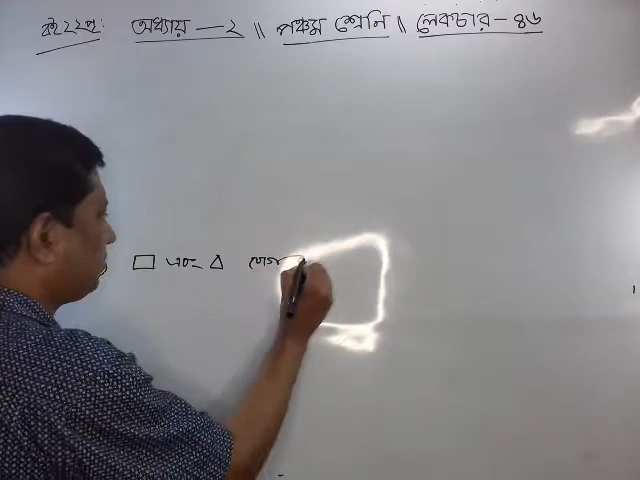 অধ্যায় — ২ || পঞ্চম শ্রেনি || লেকচার - ৪৬
□ এবং △